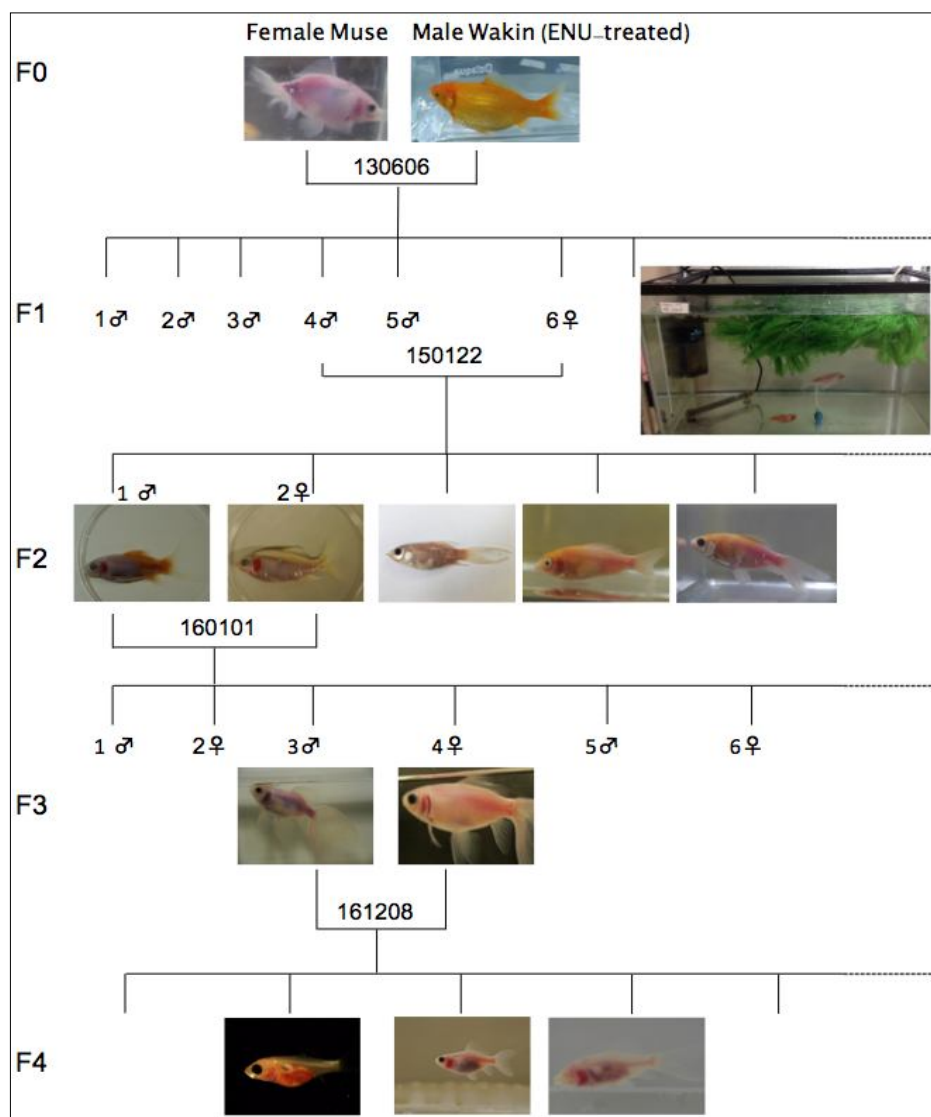 Female Muse Male Wakin (ENU-treated)
F0
130606
F1
1♂ 2♂ 3♂ 4♂ 5♂ 6♀
150122
1 ♂ 2♀
F2
160101
1 ♂ 2♀ 3♂ 4♀ 5♂ 6♀
F3
161208
F4